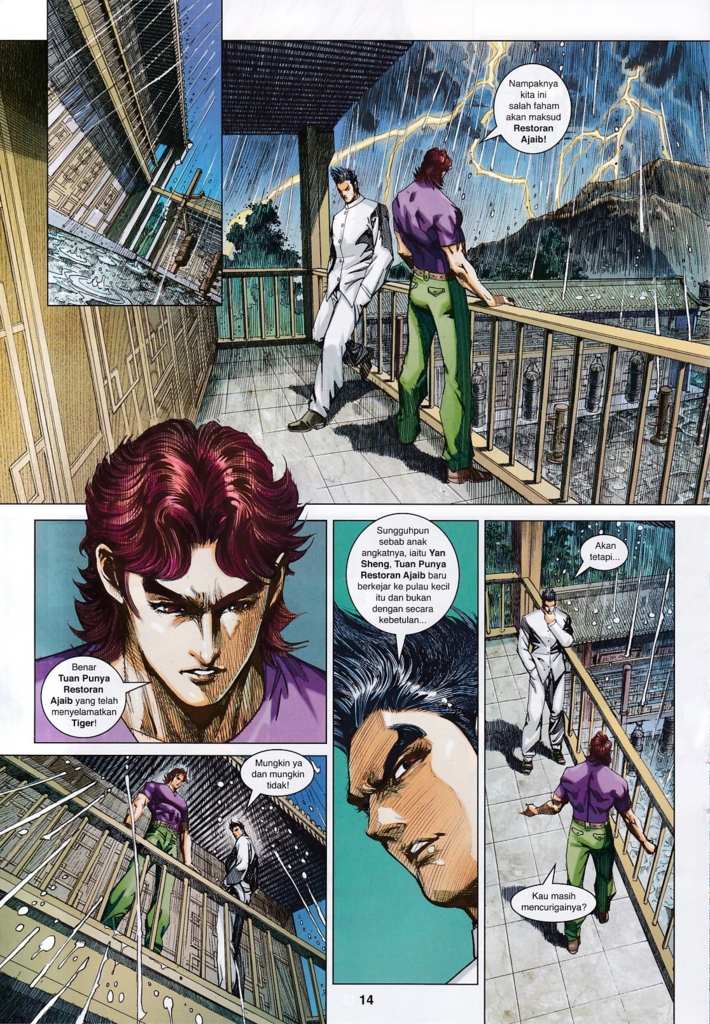 Nampaknya
kita ini
salah faham
akan maksud
Restoran
Ajaib!
Benar
Tuan Punya
Restoran
Ajaib yang telah
menyelamatkan
Tiger!
Mungkin ya
dan mungkin
tidak!
Sungguhpun
sebab anak
angkatnya, iaitu Yan
Sheng, Tuan Punya
Restoran Ajaib baru
berkejar ke pulau kecil
itu dan bukan
dengan secara
kebetulan...
Akan
tetapi...
Kau masih
mencurigainya?
14